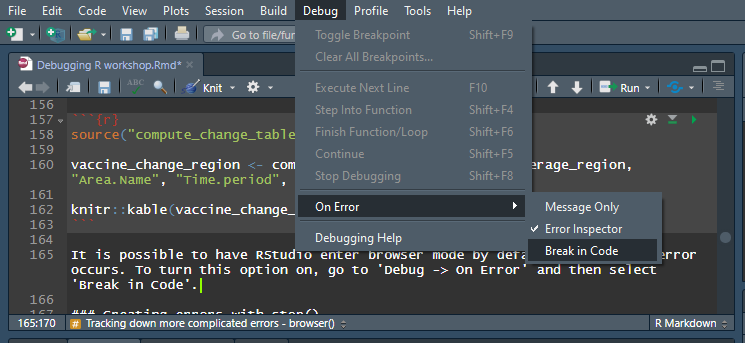 File Edit Session Code View Plots Build Debug Profile Tools Help
Go to file/fun
Toggle Breakpoint Shift+F9
Clear All Breakpoints...
Execute Next Line F10
Step Into Function Shift+F4
Finish Function/Loop Shift+F6
Continue Shift+F5
Stop Debugging Shift+F8
On Error
Debugging Help
Message Only
Error Inspector
Break in Code
Debugging R workshop.Rmd*
ABC Knit Run
156
157 ```{r}
158 source("compute_change_table
159
160 vaccine_change_region <- com erage_region,
"Area.Name", "Time.period",
161
162 knitr::kable(vaccine_change_
163 ```
164
165 It is possible to have RStudio enter browser mode by defa error
occurs. To turn this option on, go to 'Debug -> On Error' and then select
'Break in Code'.
166
167 ### Creating errors with stop()
165:170 # Tracking down more complicated errors - browser() R Markdown